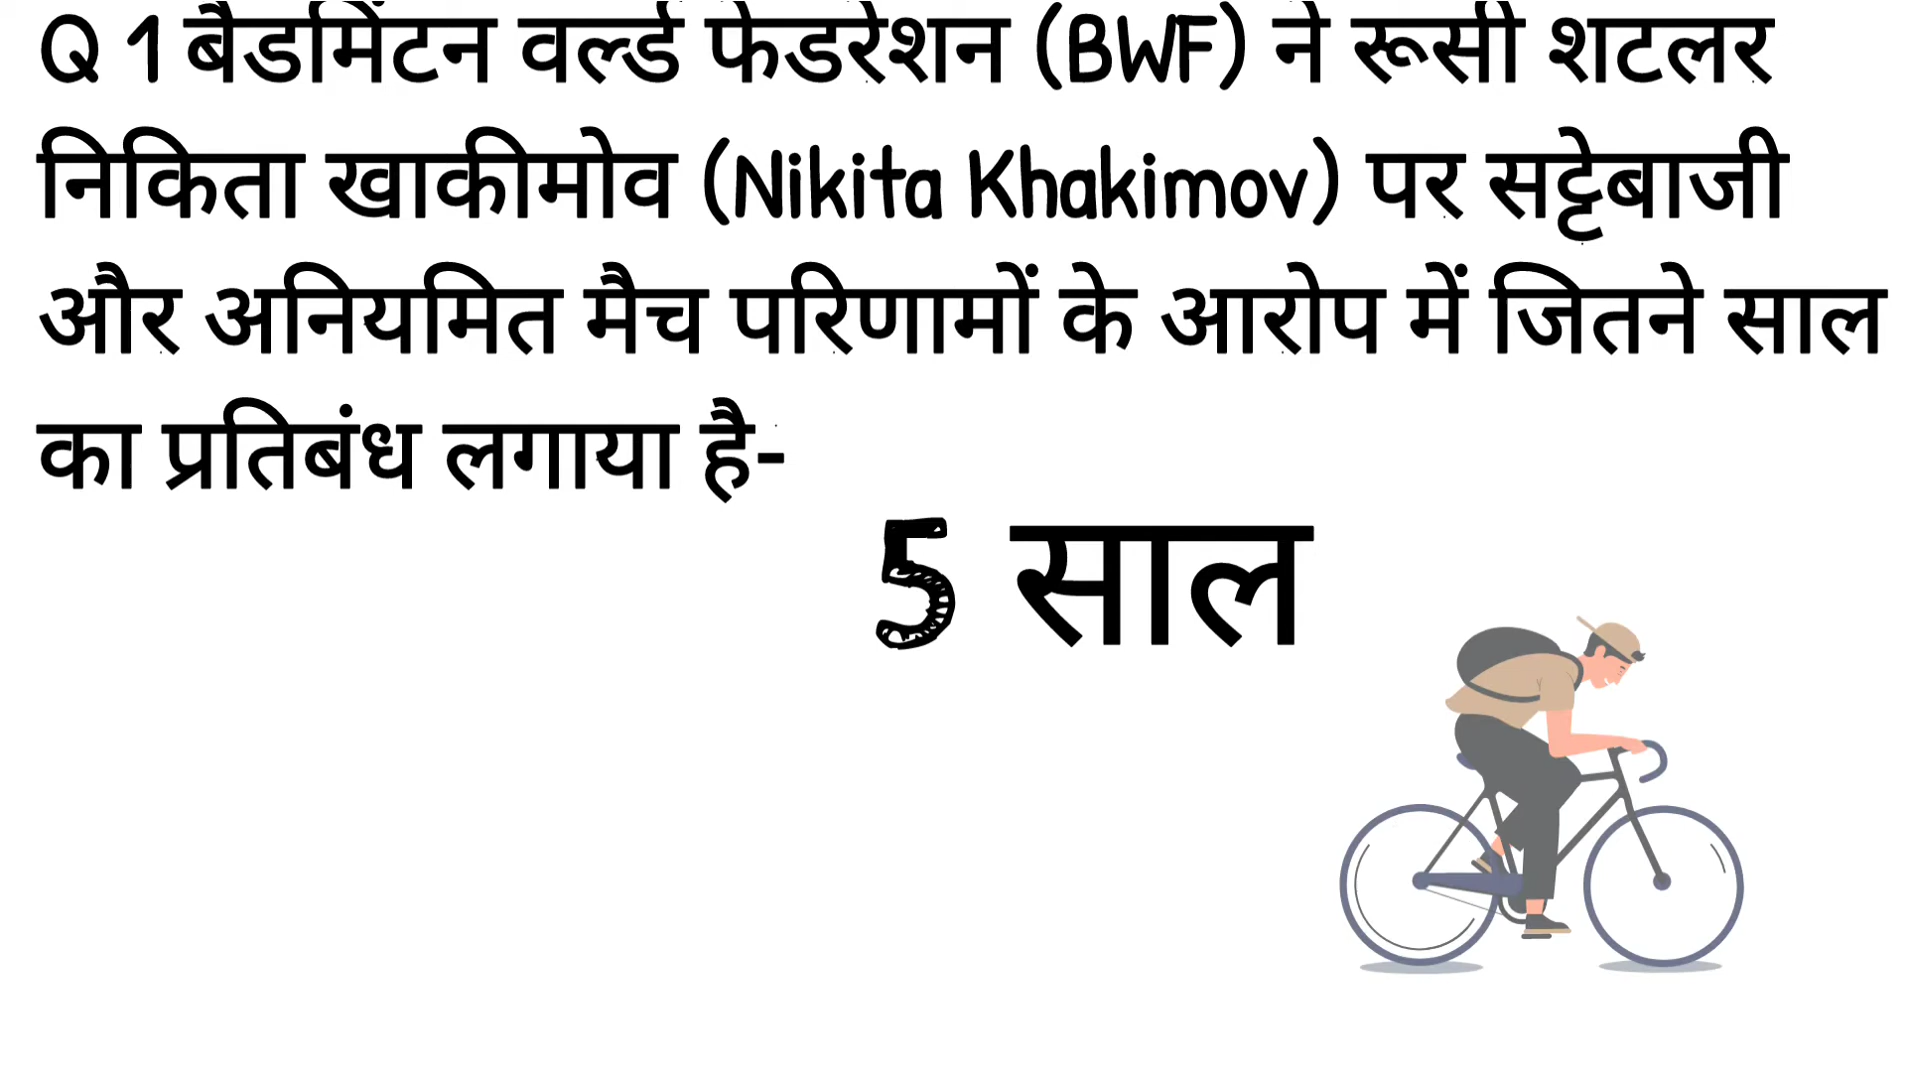 Q 1 बैडमिंटन वर्ल्ड फेडरेशन (BWF) ने रूसी शटलर
निकिता खाकीमोव (Nikita Khakimov) पर सट्टेबाजी
और अनियमित मैच परिणामों के आरोप में जितने साल
का प्रतिबंध लगाया है-
5 साल